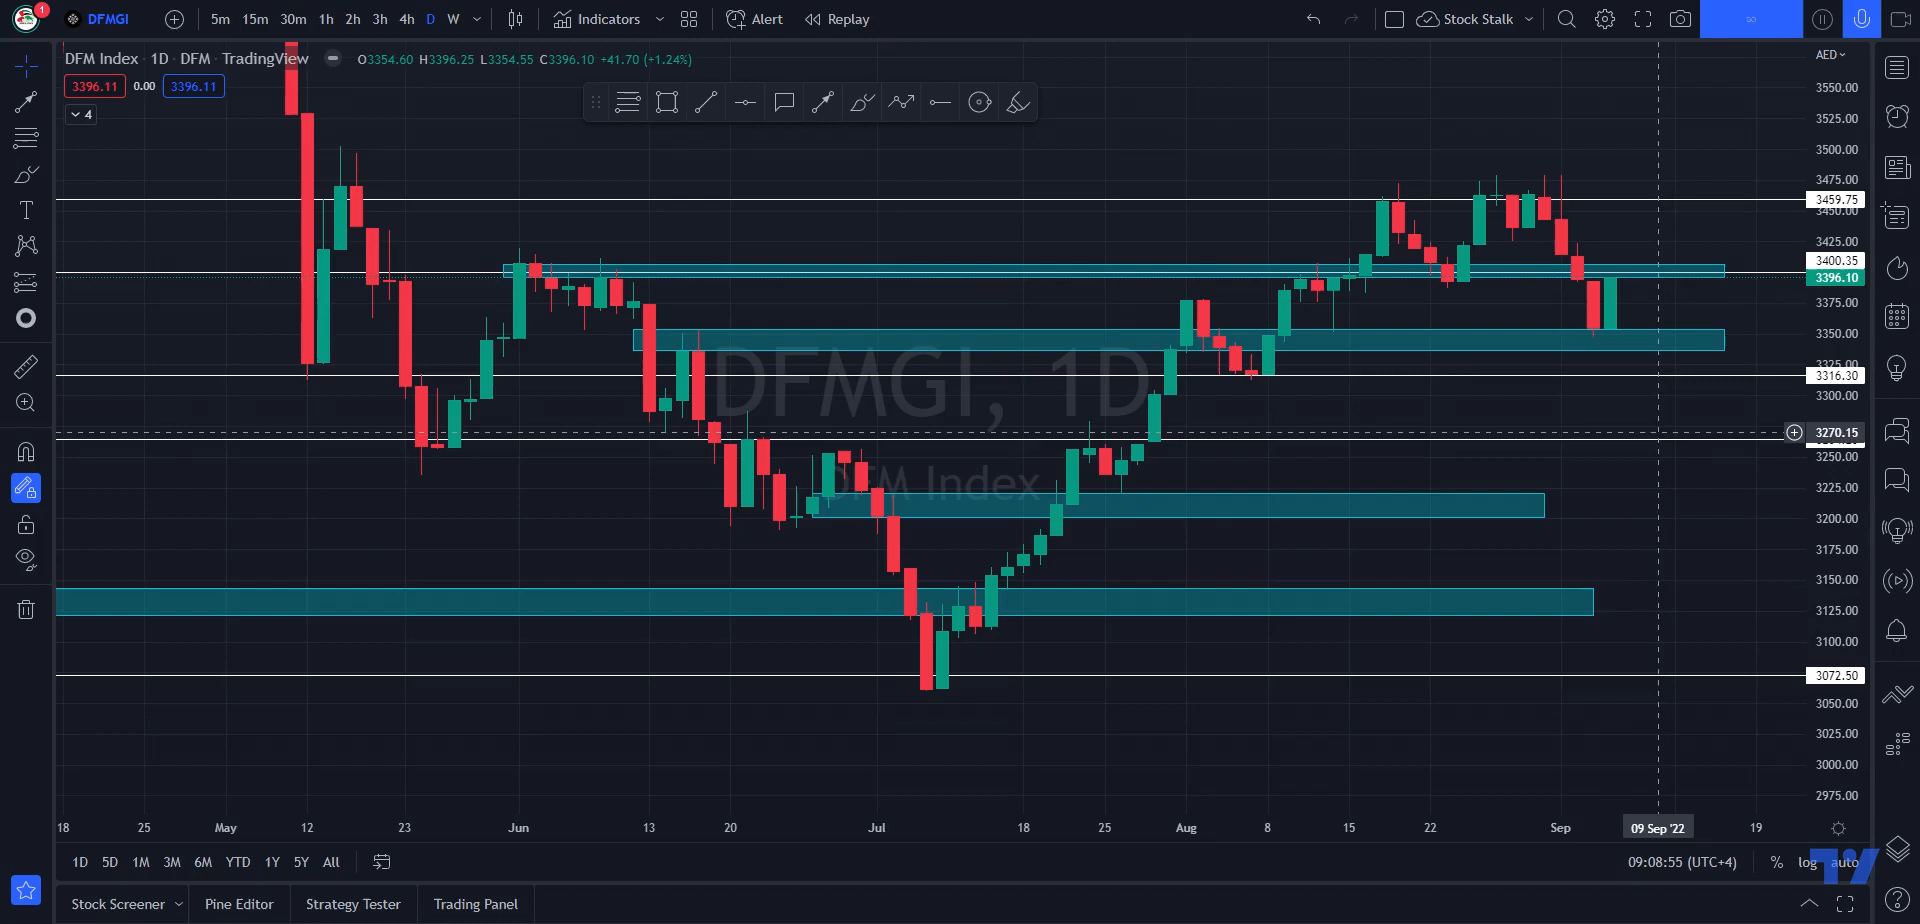 1
DFMGI
5m 15m 30m 1h 2h 3h 4h D W
Indicators
Alert
Replay
Stock Stalk
DFM Index · 1D · DFM · TradingView
O3354.60 H3396.25 L3354.55 C3396.10 +41.70 (+1.24%)
3396.11 0.00 3396.11
4
AED
3550.00
3525.00
3500.00
3475.00
3459.75
3450.00
3425.00
3400.35
3396.10
3375.00
3350.00
3325.00
3316.30
3300.00
3270.15
3250.00
3225.00
3200.00
3175.00
3150.00
3125.00
3100.00
3072.50
3050.00
3025.00
3000.00
2975.00
DFMGI, 1D
DFM Index
18 25 May 12 23 Jun 13 20 Jul 18 25 Aug 8 15 22 Sep 09 Sep '22 19
1D 5D 1M 3M 6M YTD 1Y 5Y All
09:08:55 (UTC+4) % log auto
Stock Screener Pine Editor Strategy Tester Trading Panel